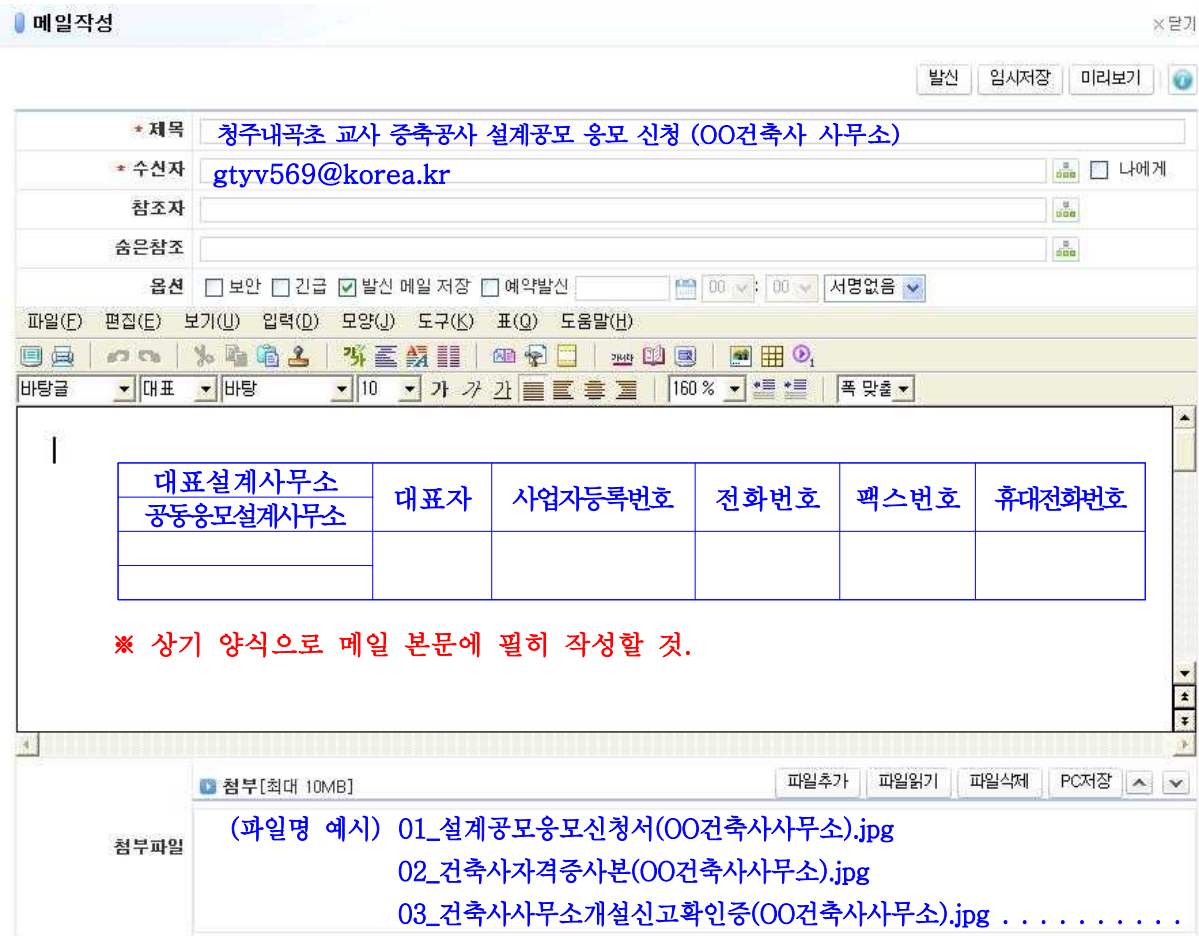 메일작성
×닫기
발신 임시저장 미리보기
* 제목 청주내곡초 교사 증축공사 설계공모 응모 신청 (OO건축사 사무소)
* 수신자 gtyv569@korea.kr 나에게
참조자
숨은참조
옵션 보안 긴급 발신 메일 저장 예약발신 00 : 00 서명없음
파일(F) 편집(E) 보기(U) 입력(D) 모양(J) 도구(K) 표(Q) 도움말(H)
바탕글 대표 바탕 10 가 가 가 160 % 폭 맞춤
대표설계사무소 대표자 사업자등록번호 전화번호 팩스번호 휴대전화번호
공동응모설계사무소
※ 상기 양식으로 메일 본문에 필히 작성할 것.
첨부[최대 10MB] 파일추가 파일읽기 파일삭제 PC저장
첨부파일
(파일명 예시) 01_설계공모응모신청서(OO건축사사무소).jpg
02_건축사자격증사본(OO건축사사무소).jpg
03_건축사사무소개설신고확인증(OO건축사사무소).jpg . . . . . . . . . .